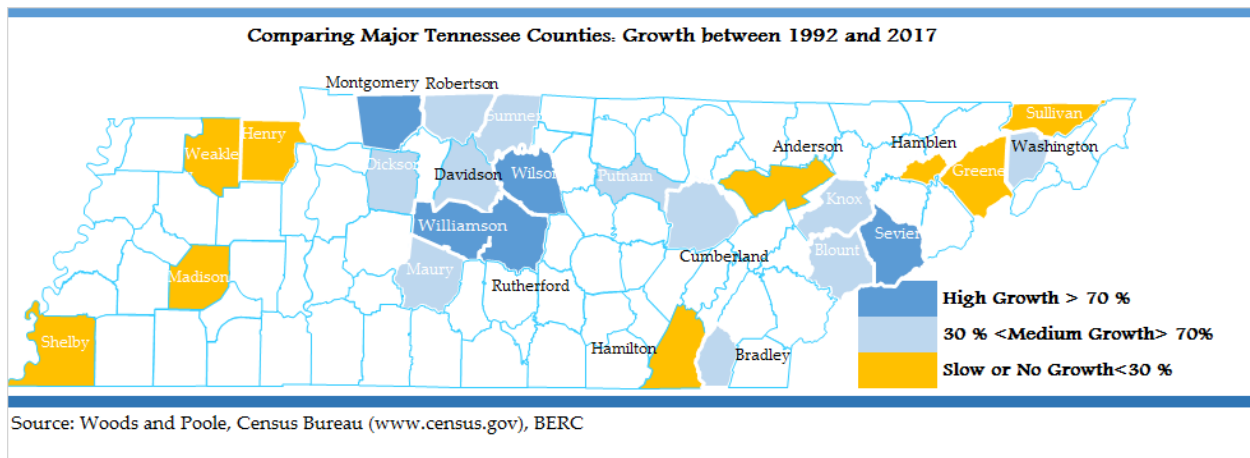 Comparing Major Tennessee Counties: Growth between 1992 and 2017
Montgomery
Robertson
Sumner
Henry
Weakle
Dickson
Davidson
Wilson
Putnam
Anderson
Hamblen
Sullivan
Washington
Greene
Knox
Williamson
Sevier
Blount
Cumberland
Maury
Madison
Rutherford
Shelby
Hamilton
Bradley
High Growth > 70 %
30 % <Medium Growth> 70%
Slow or No Growth<30 %
Source: Woods and Poole, Census Bureau (www.census.gov), BERC